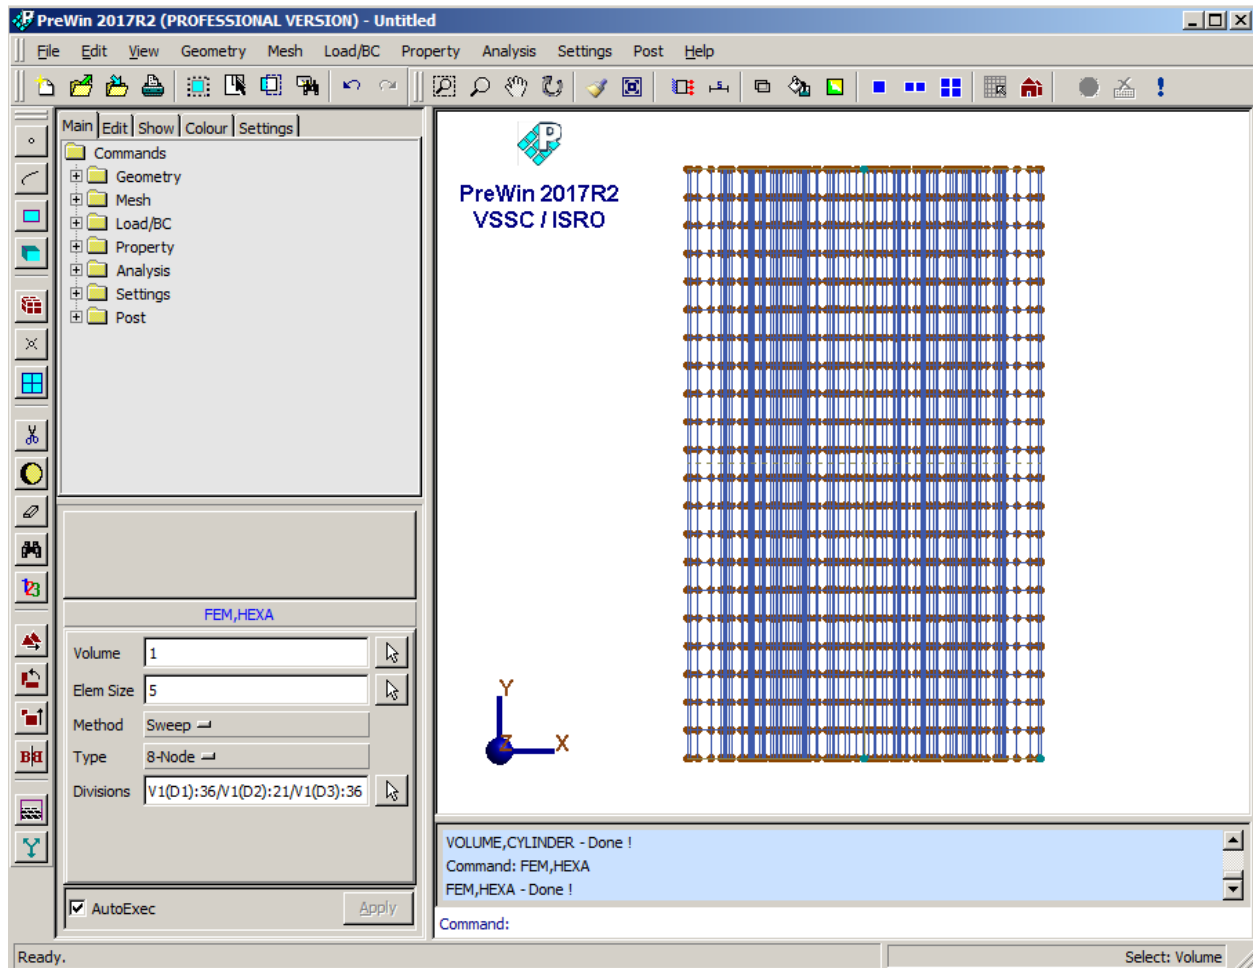 PreWin 2017R2 (PROFESSIONAL VERSION) - Untitled
File Edit View Geometry Mesh Load/BC Property Analysis Settings Post Help
Main Edit Show Colour Settings
Commands
Geometry
Mesh
Load/BC
Property
Analysis
Settings
Post
PreWin 2017R2
VSSC / ISRO
FEM,HEXA
Volume 1
Elem Size 5
Method Sweep
Type 8-Node
Divisions V1(D1):36/V1(D2):21/V1(D3):36
AutoExec Apply
Y
Z X
VOLUME,CYLINDER - Done !
Command: FEM,HEXA
FEM,HEXA - Done !
Command:
Ready. Select: Volume